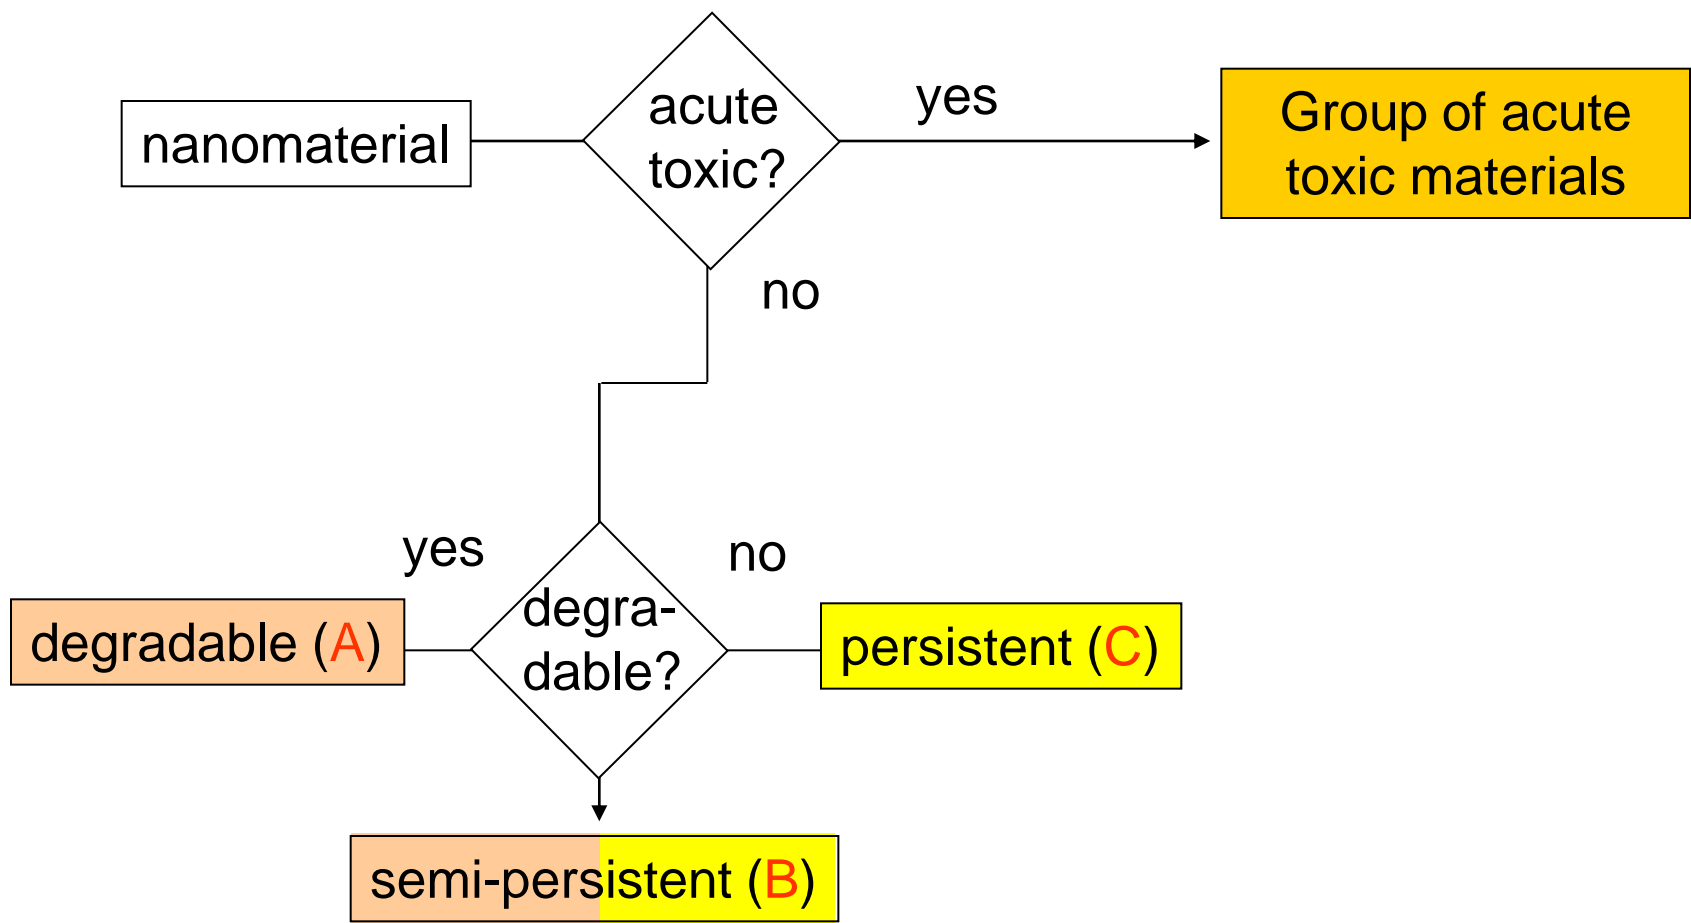 nanomaterial
acute
toxic?
yes
Group of acute
toxic materials
no
yes
no
degradable (A)
degra-
dable?
persistent (C)
semi-persistent (B)